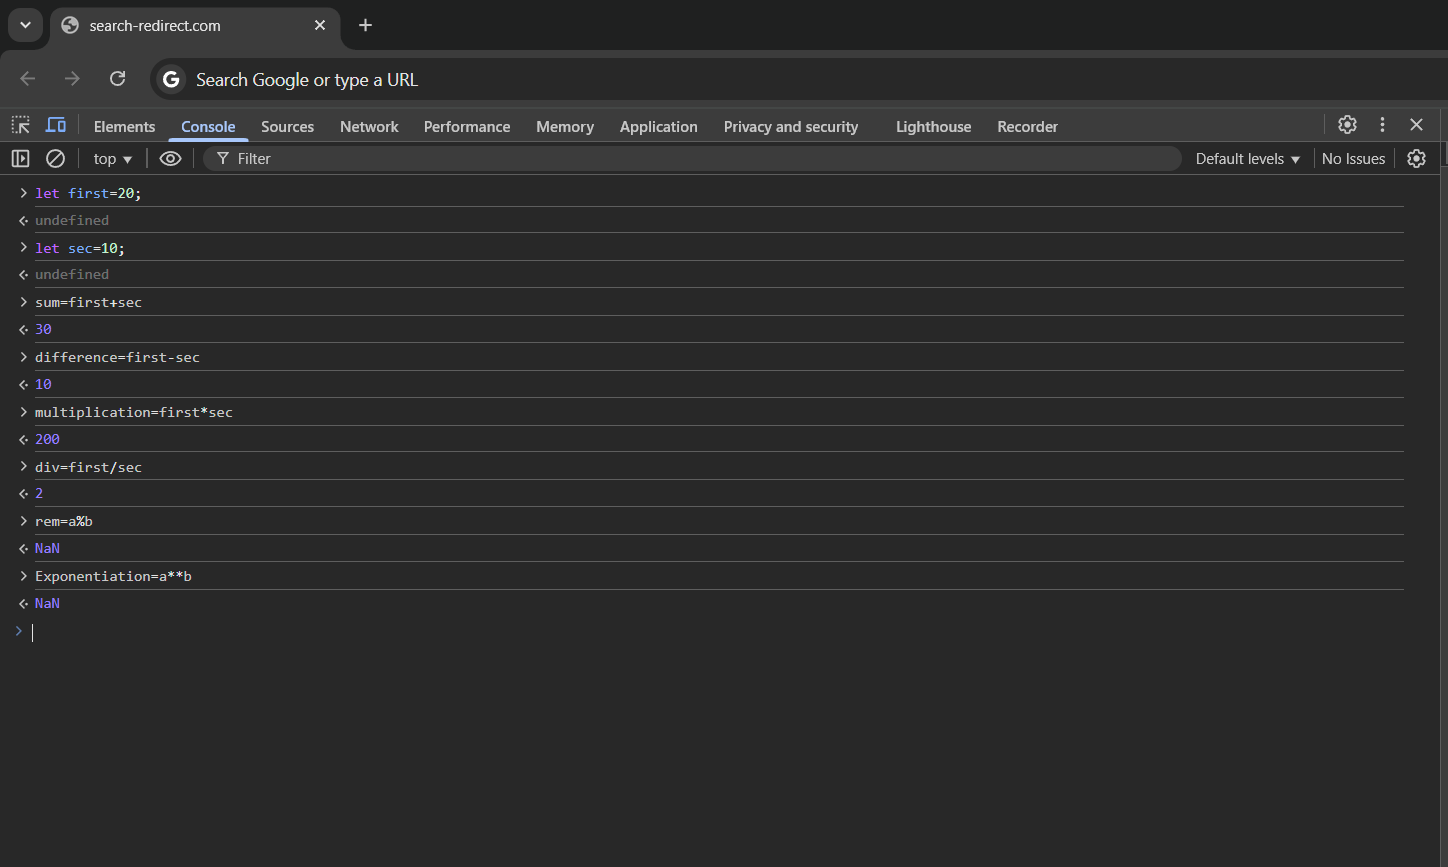 search-redirect.com
Search Google or type a URL
Elements Console Sources Network Performance Memory Application Privacy and security Lighthouse Recorder
top Filter Default levels No Issues
> let first=20;
undefined
> let sec=10;
undefined
> sum=first+sec
30
> difference=first-sec
10
> multiplication=first*sec
200
> div=first/sec
2
> rem=a%b
NaN
> Exponentiation=a**b
NaN
>